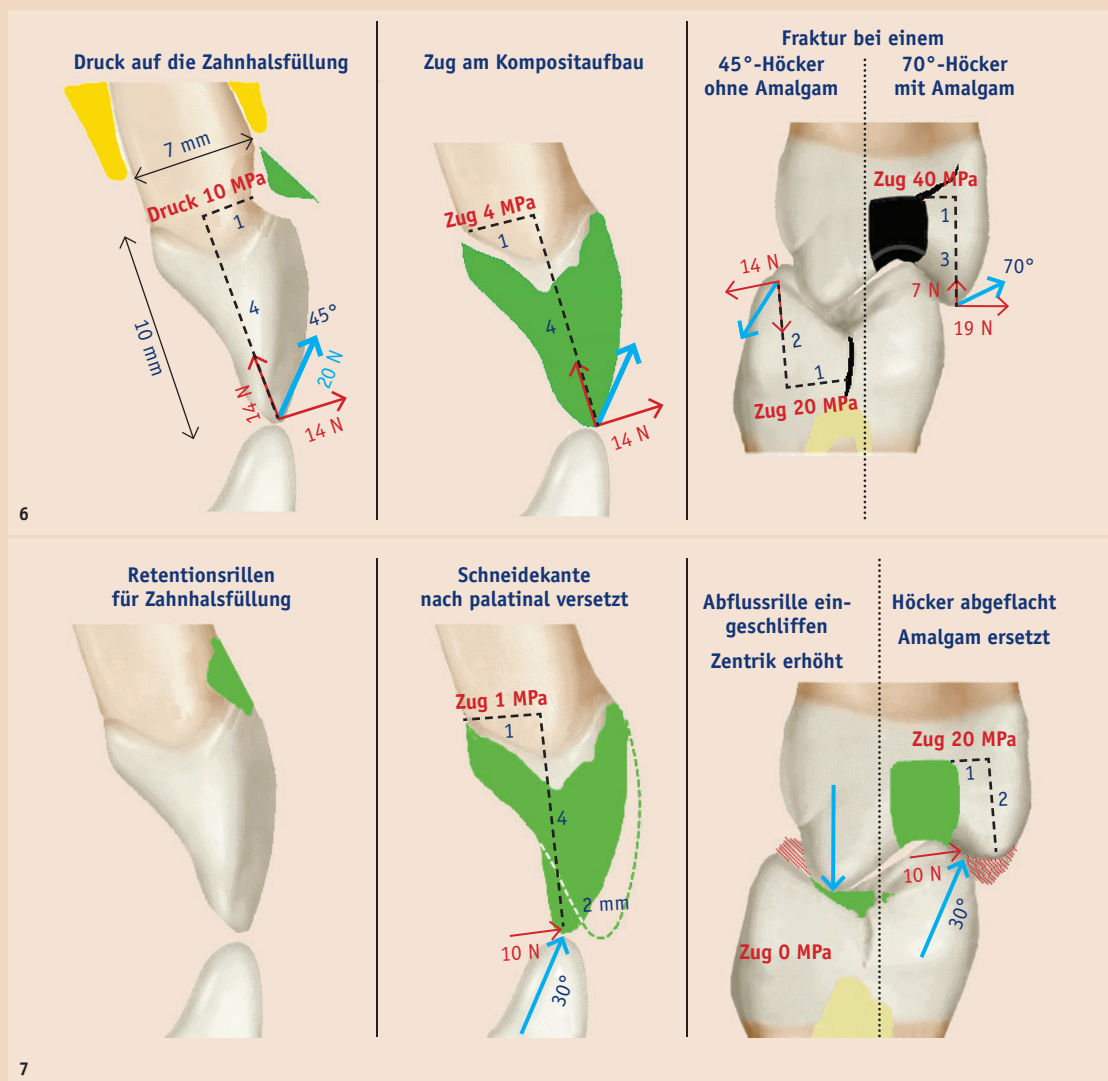 Druck auf die Zahnhalsfüllung
7 mm
Druck 10 MPa
1
4
10 mm
45°
20 N
14 N
14 N
6
Zug am Kompositaufbau
Zug 4 MPa
1
4
14 N
Fraktur bei einem
45°-Höcker
ohne Amalgam
70°-Höcker
mit Amalgam
Zug 40 MPa
1
3
14 N
7 N
70°
19 N
2
1
Zug 20 MPa
Retentionsrillen
für Zahnhalsfüllung
7
Schneidekante
nach palatinal versetzt
Zug 1 MPa
1
4
2 mm
10 N
30°
Abflussrille ein-
geschliffen
Zentrik erhöht
Höcker abgeflacht
Amalgam ersetzt
Zug 20 MPa
1
2
10 N
30°
Zug 0 MPa